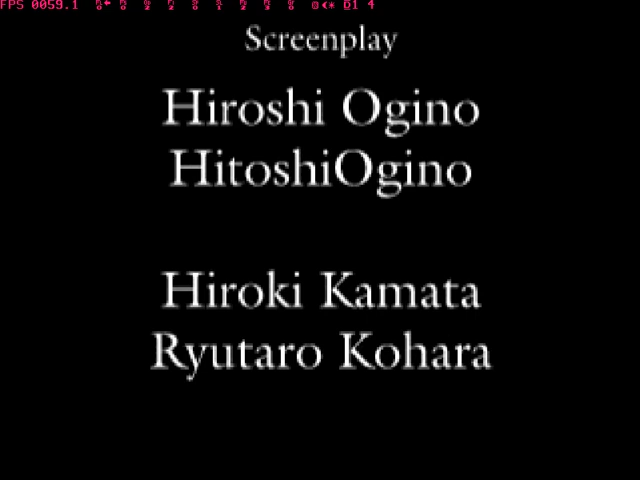 FPS 0059.1
Screenplay
Hiroshi Ogino
HitoshiOgino
Hiroki Kamata
Ryutaro Kohara